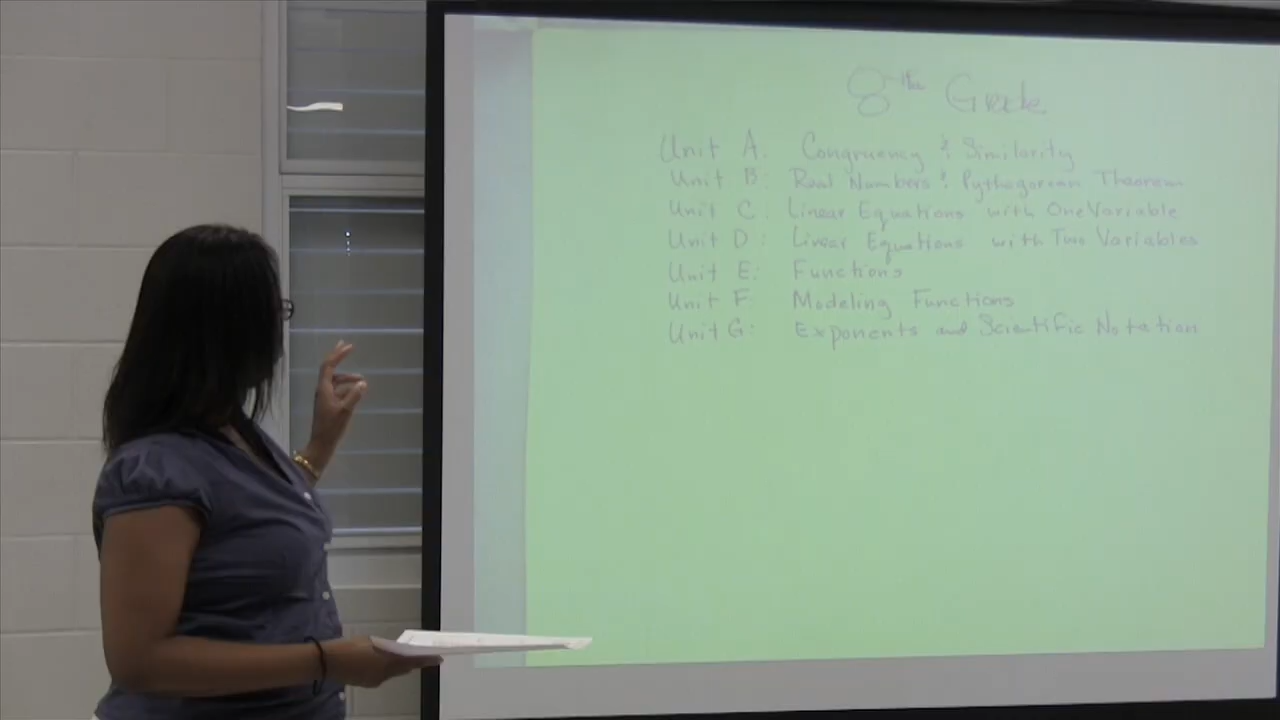 8th Grade
Unit A. Congruency & Similarity
Unit B: Real Numbers & Pythagorean Theorem
Unit C: Linear Equations with One Variable
Unit D: Linear Equations with Two Variables
Unit E: Functions
Unit F: Modeling Functions
Unit G: Exponents and Scientific Notation